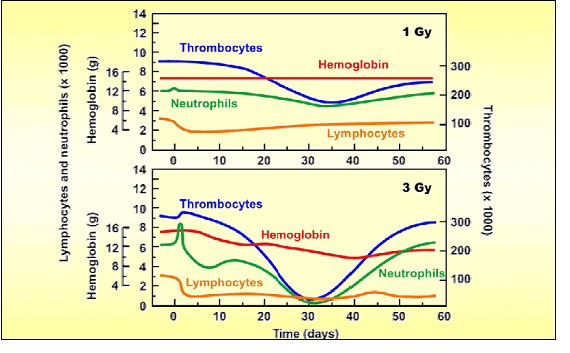 14
12
10
8
6
4
2
0
16
12
8
4
1 Gy
Thrombocytes
Hemoglobin
Neutrophils
Lymphocytes
300
200
100
0
10
20
30
40
50
60
Lymphocytes and neutrophils (x 1000)
Hemoglobin (g)
Thrombocytes (x 1000)
14
12
10
8
6
4
2
0
16
12
8
4
Hemoglobin (g)
3 Gy
Thrombocytes
Hemoglobin
Neutrophils
Lymphocytes
300
200
100
0
10
20
30
40
50
60
Time (days)